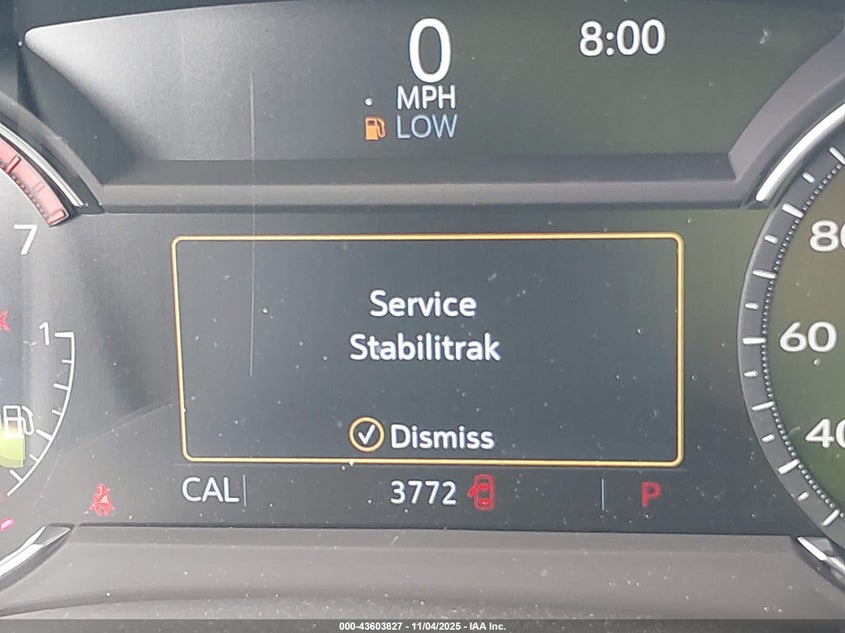 0
8:00
MPH
LOW
7
80
Service
Stabilitrak
1
60
Dismiss
40
CAL
3772
P
000-43603827 - 11/04/2025 - IAA Inc.